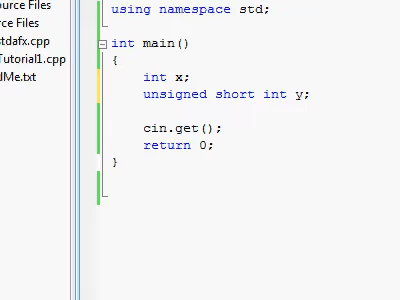 ource Files
rce Files
tdafx.cpp
Tutorial1.cpp
dMe.txt
using namespace std;
int main()
{
int x;
unsigned short int y;
cin.get();
return 0;
}